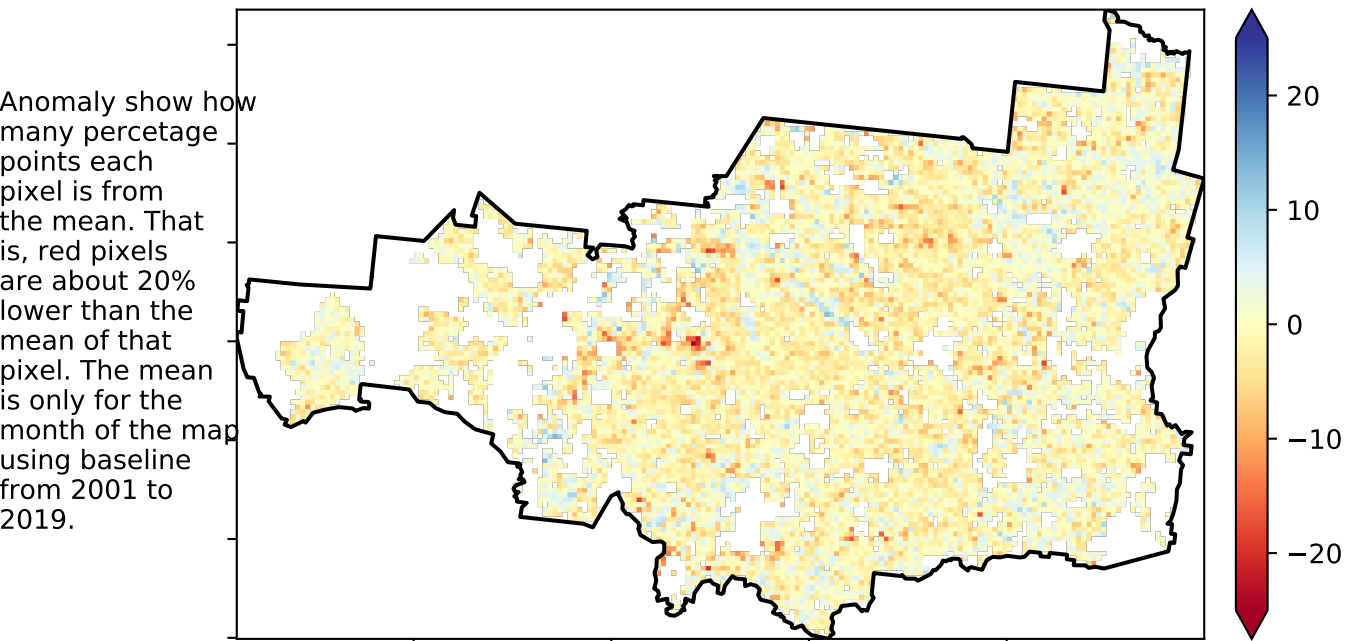 Anomaly show how
many percetage
points each
pixel is from
the mean. That
is, red pixels
are about 20%
lower than the
mean of that
pixel. The mean
is only for the
month of the map
using baseline
from 2001 to
2019.
20
10
0
−10
−20